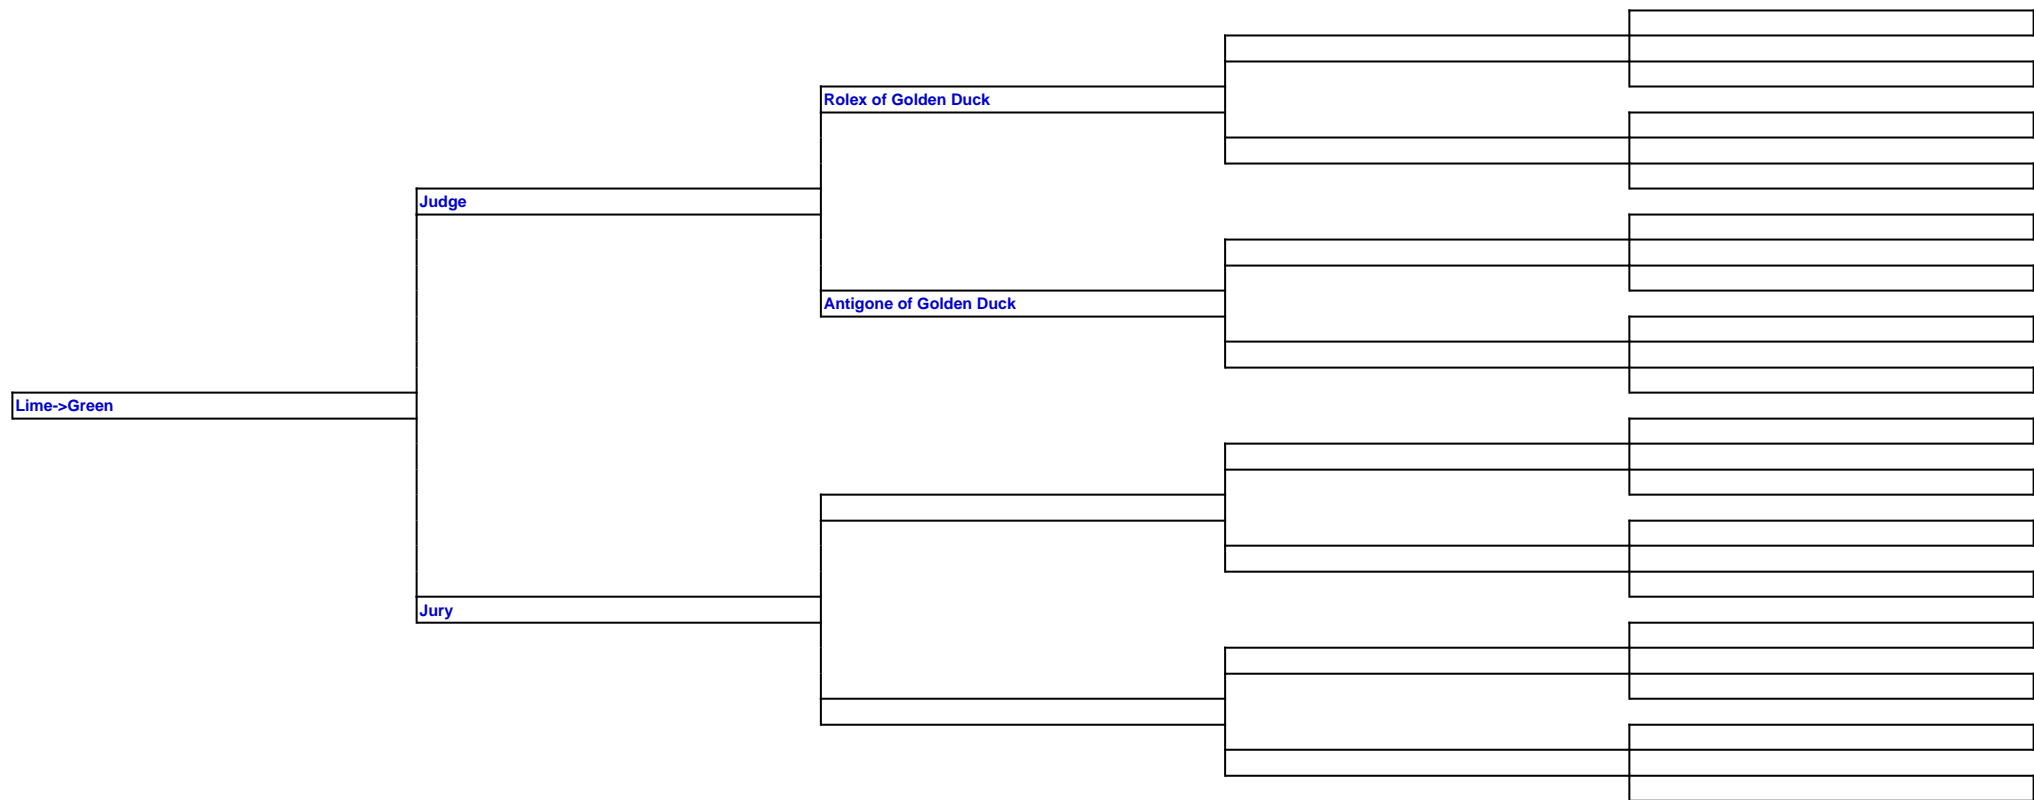 Rolex of Golden Duck
Judge
Antigone of Golden Duck
Lime->Green
Jury